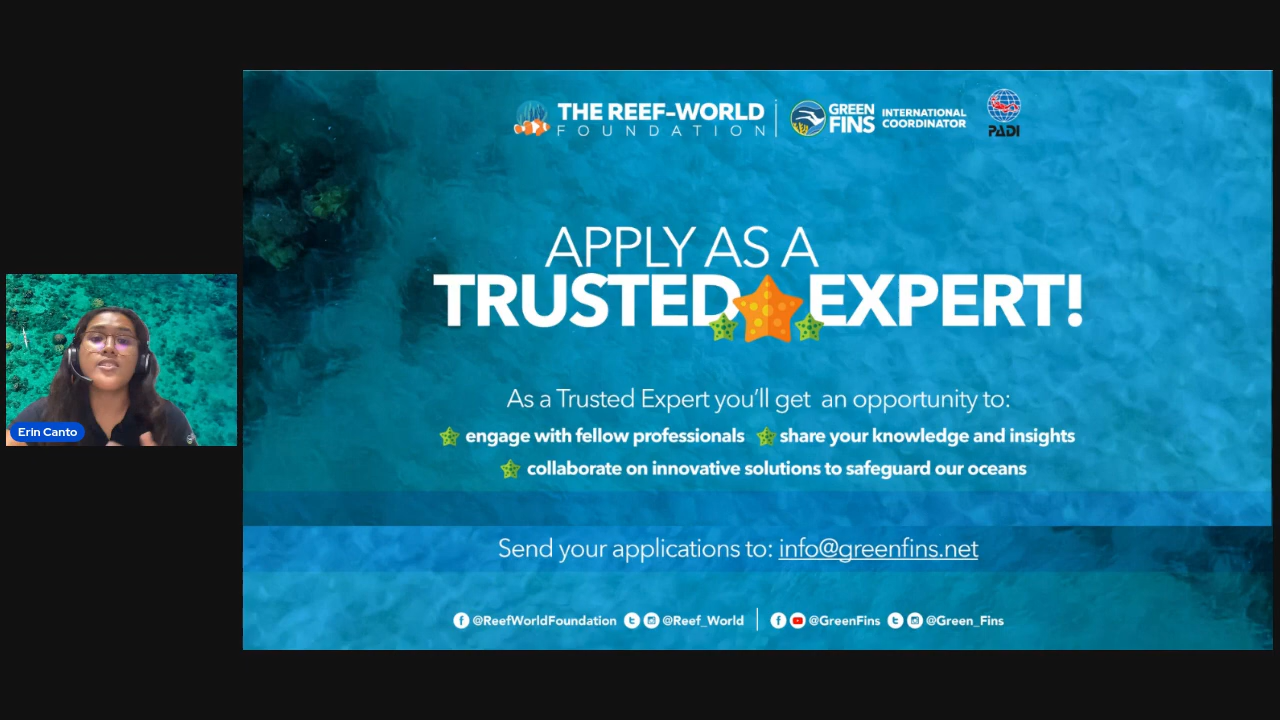 THE REEF-WORLD
FOUNDATION
GREEN
FINS
INTERNATIONAL
COORDINATOR
PADI
APPLY AS A
TRUSTED EXPERT!
As a Trusted Expert you'll get an opportunity to:
engage with fellow professionals share your knowledge and insights
collaborate on innovative solutions to safeguard our oceans
Erin Canto
Send your applications to: info@greenfins.net
@ReefWorldFoundation @Reef_World @GreenFins @Green_Fins